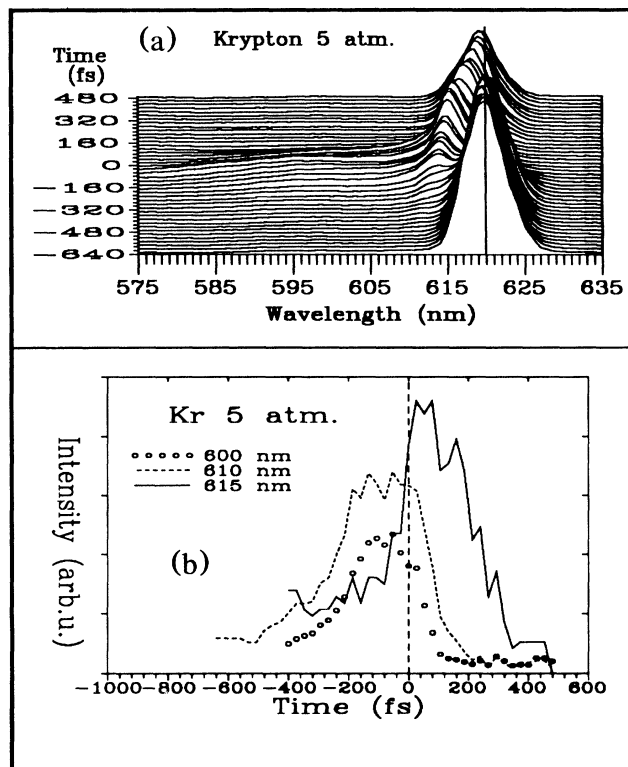 (a) Krypton 5 atm.
Time
(fs)
480
320
160
0
−160
−320
−480
−640
575 585 595 605 615 625 635
Wavelength (nm)
Kr 5 atm.
600 nm
610 nm
615 nm
(b)
Intensity (arb.u.)
-1000 -800 -600 -400 -200 0 200 400 600
Time (fs)